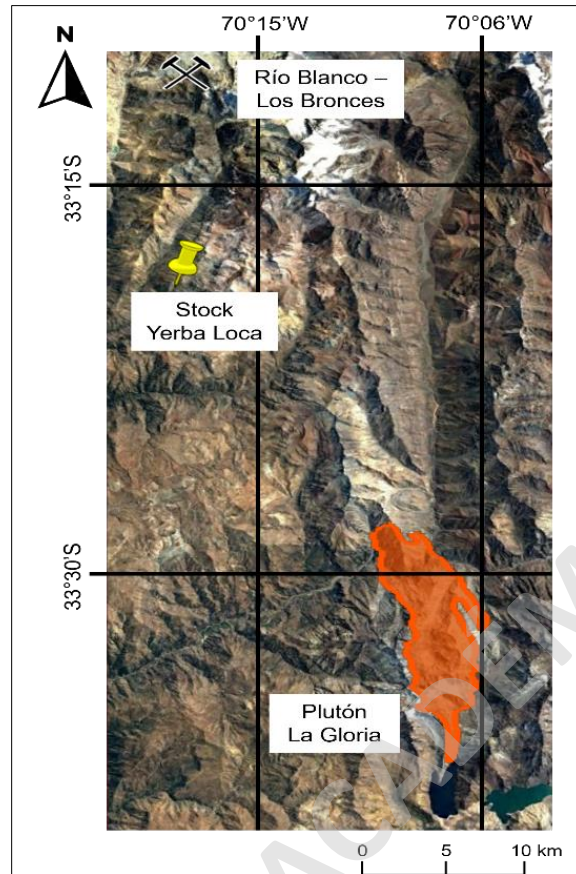 N
70°15'W
70°06'W
Río Blanco –
Los Bronces
33°15'S
Stock
Yerba Loca
33°30'S
Plutón
La Gloria
0 5 10 km